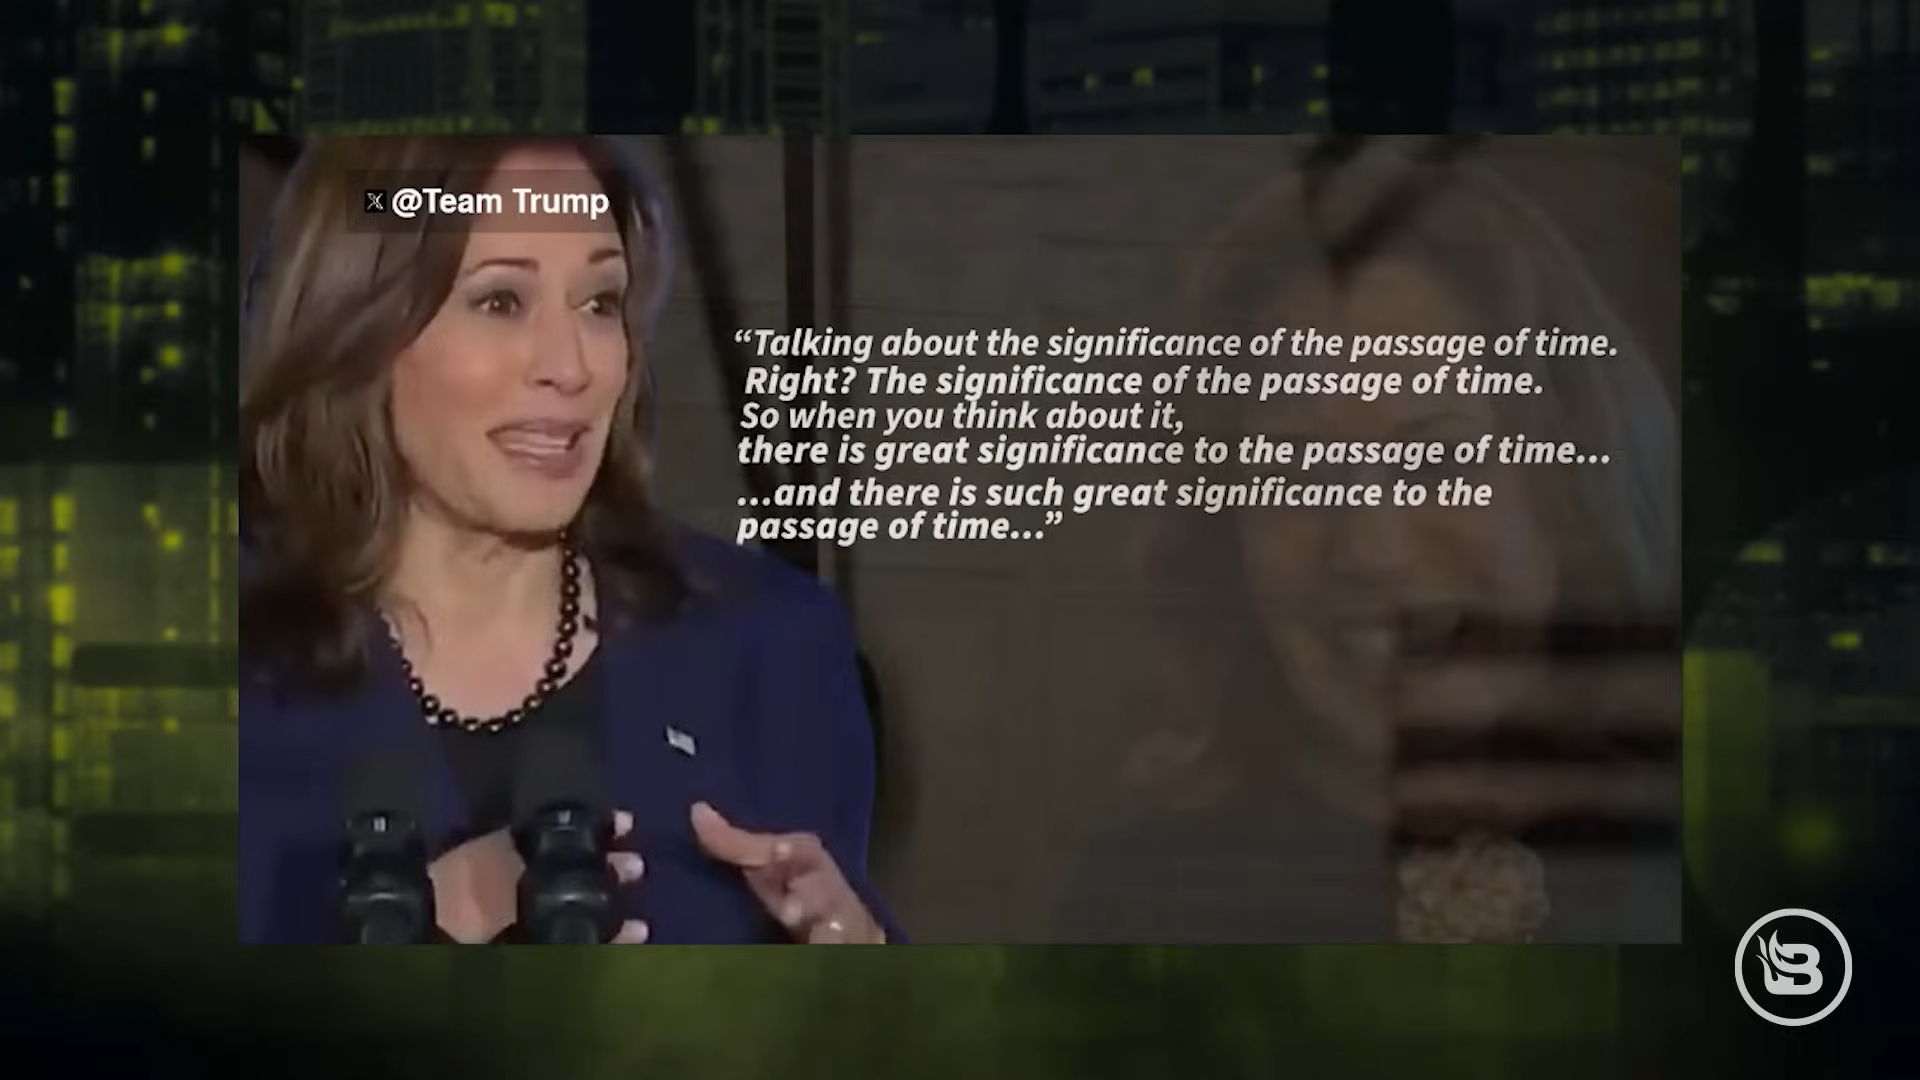 @Team Trump
“Talking about the significance of the passage of time.
Right? The significance of the passage of time.
So when you think about it,
there is great significance to the passage of time...
...and there is such great significance to the
passage of time...”
B